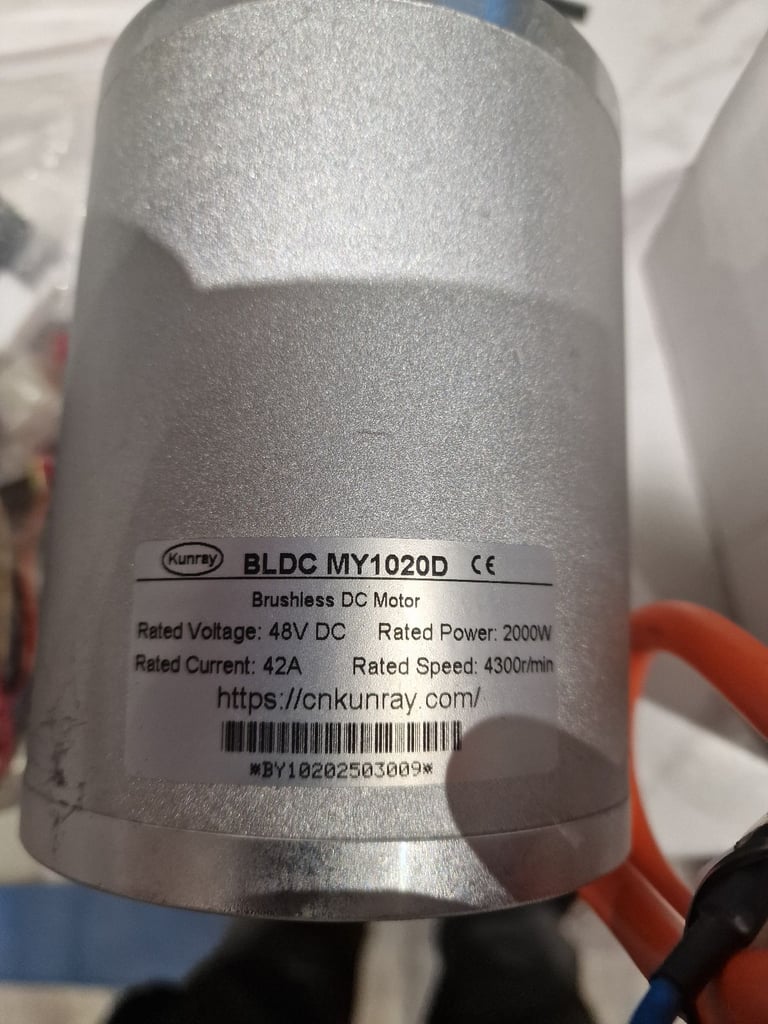 Kunray BLDC MY1020D CE
Brushless DC Motor
Rated Voltage: 48V DC Rated Power: 2000W
Rated Current: 42A Rated Speed: 4300r/min
https://cnkunray.com/
*BY10202503009*